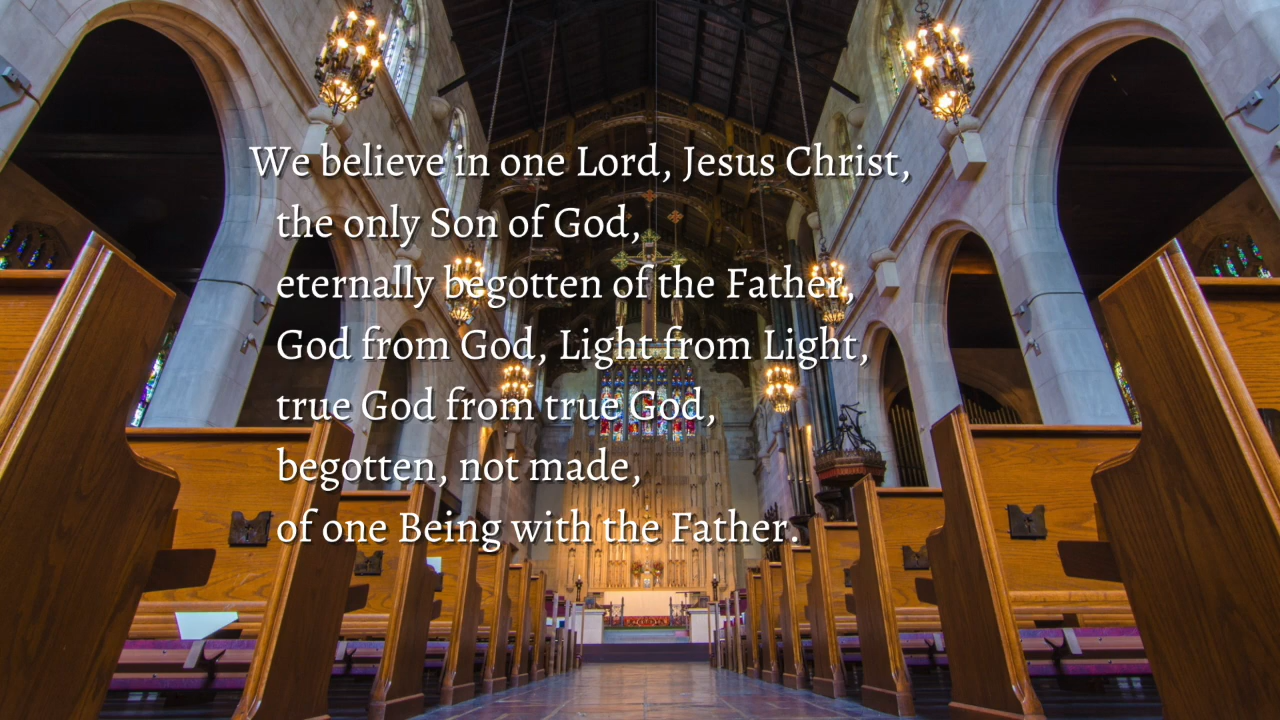 We believe in one Lord, Jesus Christ,
the only Son of God,
eternally begotten of the Father,
God from God, Light from Light,
true God from true God,
begotten, not made,
of one Being with the Father.